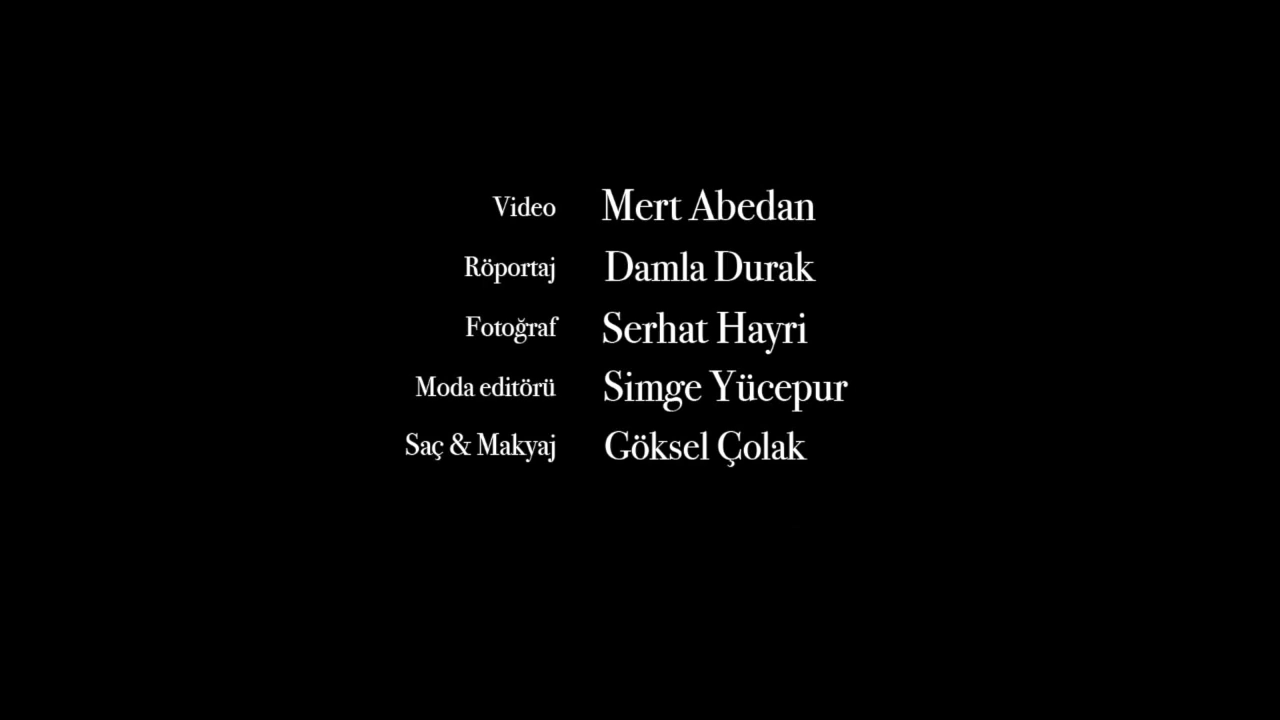 Video Mert Abedan
Röportaj Damla Durak
Fotoğraf Serhat Hayri
Moda editörü Simge Yücepur
Saç & Makyaj Göksel Çolak